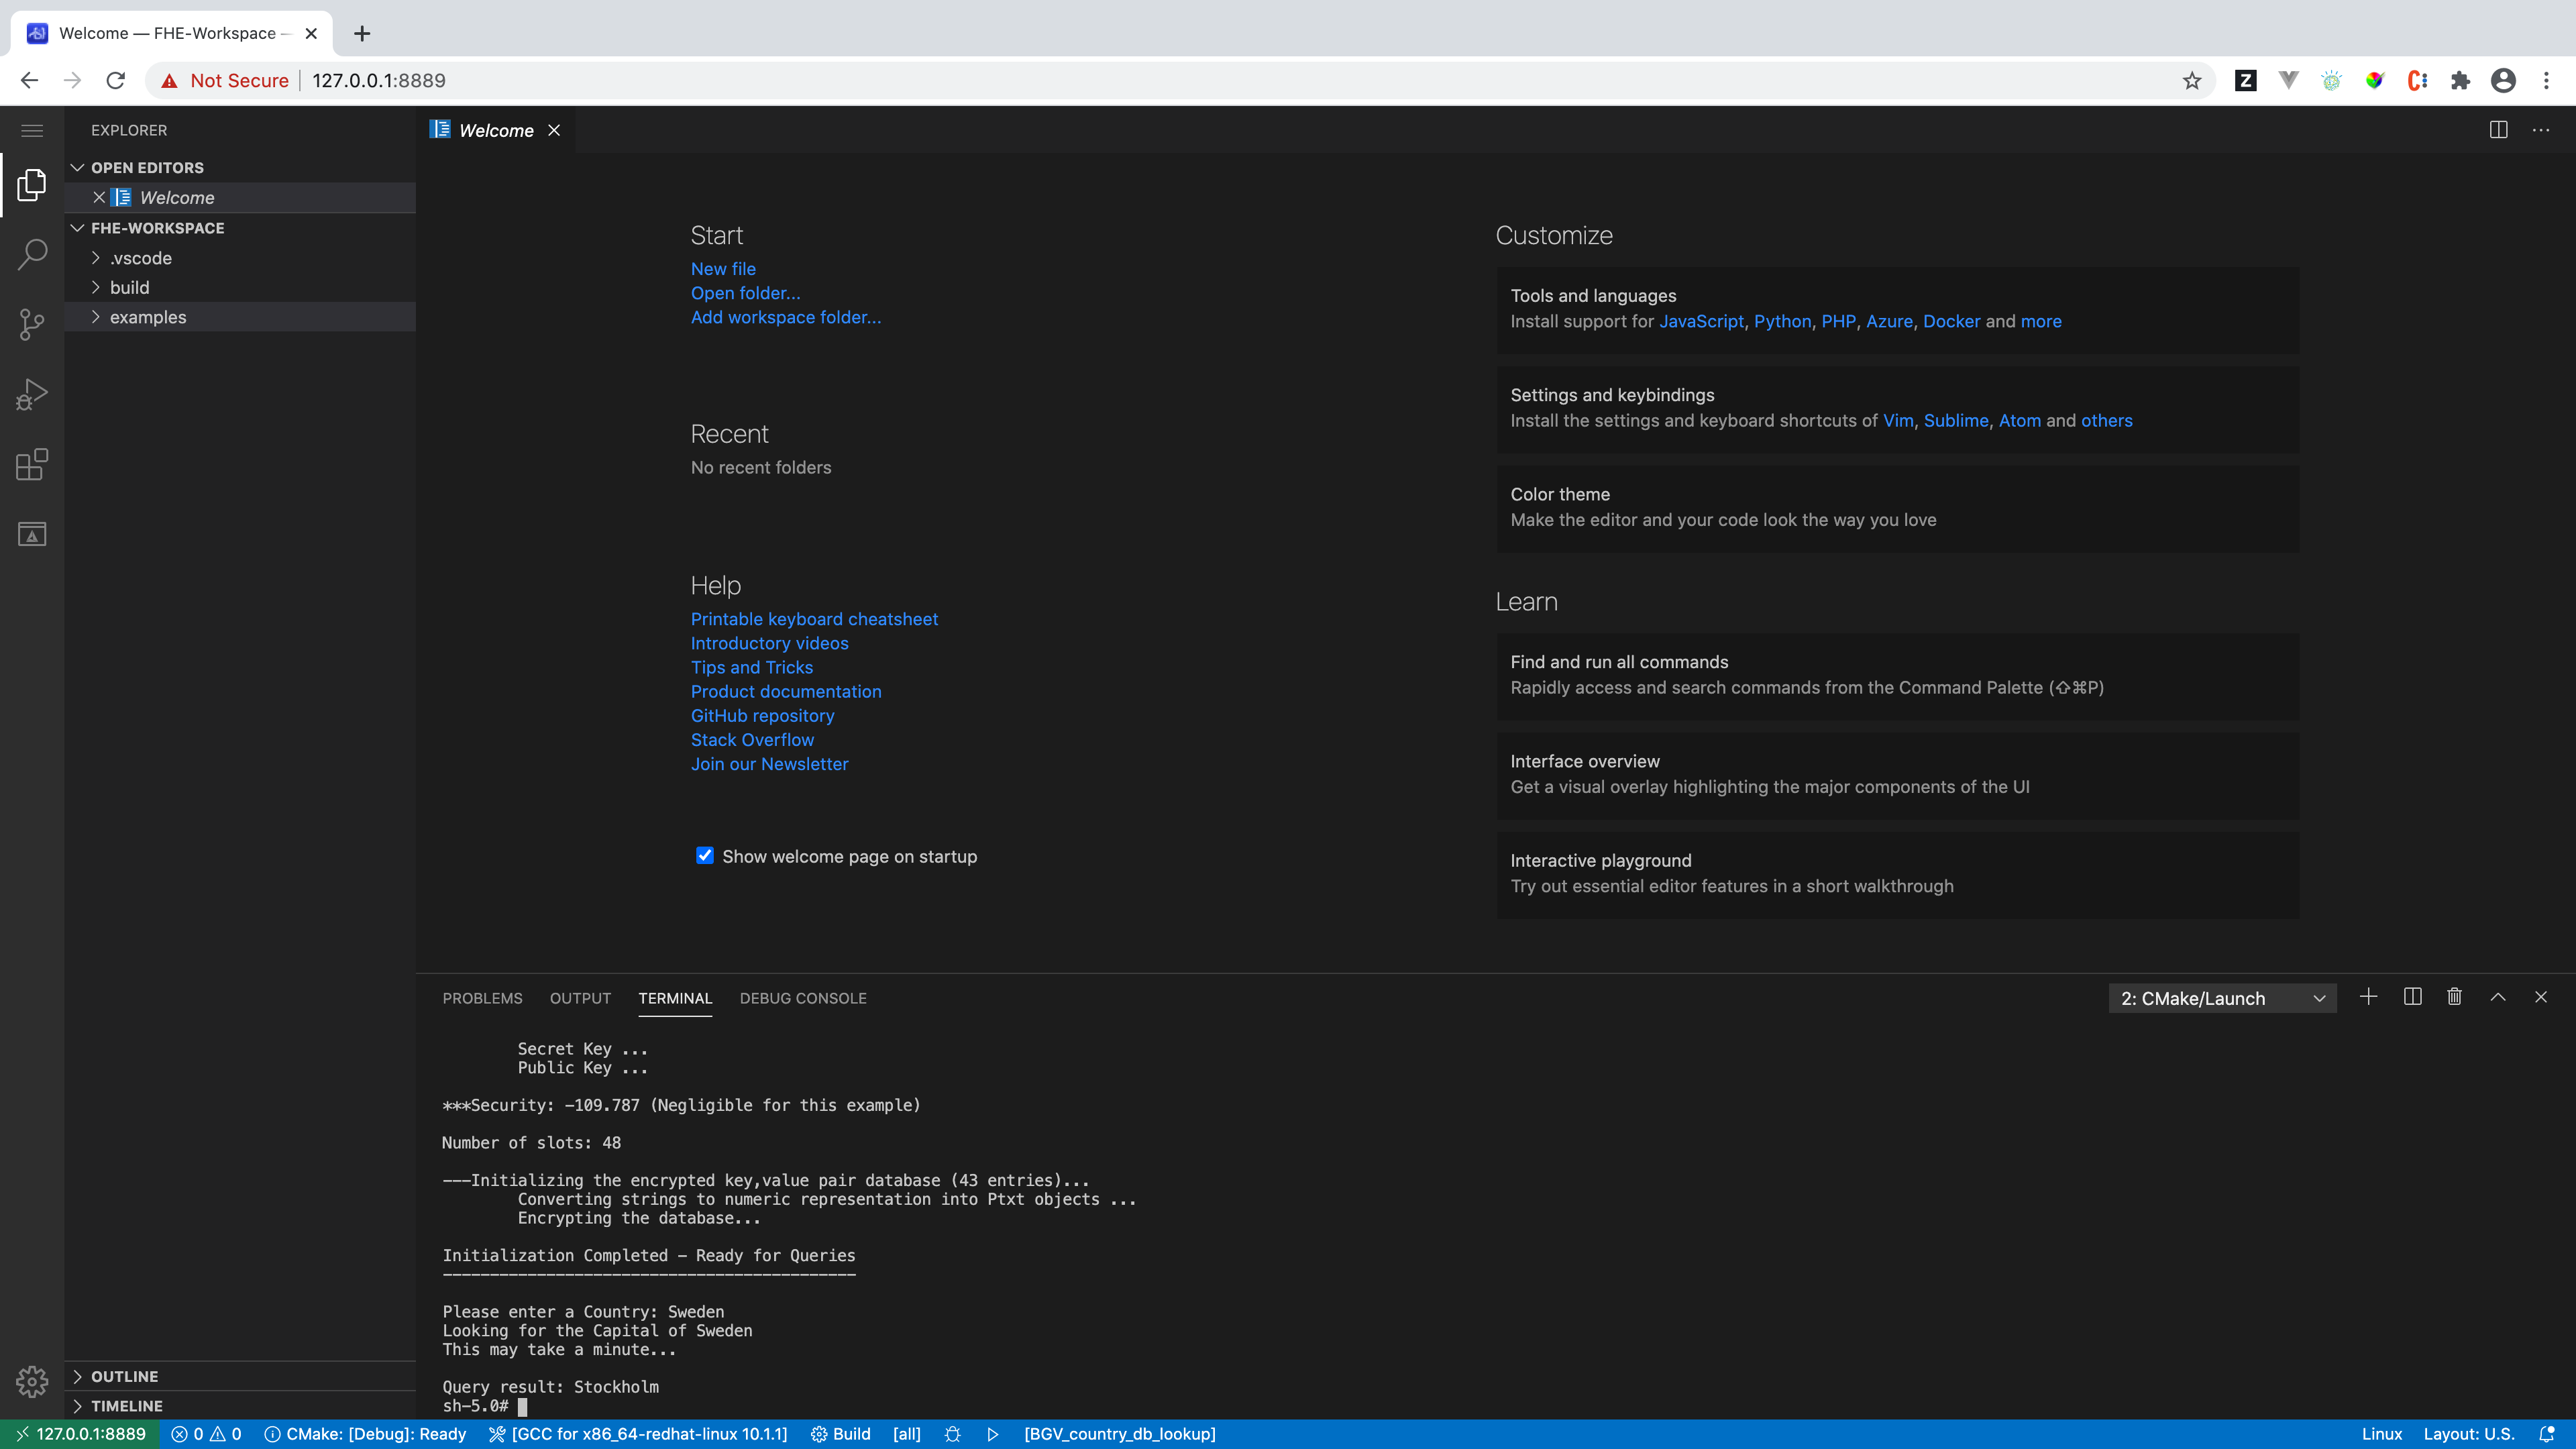 Welcome — FHE-Workspace —
Not Secure
127.0.0.1:8889
EXPLORER
OPEN EDITORS
Welcome
FHE-WORKSPACE
.vscode
build
examples
OUTLINE
TIMELINE
Welcome
Start
New file
Open folder...
Add workspace folder...
Recent
No recent folders
Help
Printable keyboard cheatsheet
Introductory videos
Tips and Tricks
Product documentation
GitHub repository
Stack Overflow
Join our Newsletter
Show welcome page on startup
Customize
Tools and languages
Install support for JavaScript, Python, PHP, Azure, Docker and more
Settings and keybindings
Install the settings and keyboard shortcuts of Vim, Sublime, Atom and others
Color theme
Make the editor and your code look the way you love
Learn
Find and run all commands
Rapidly access and search commands from the Command Palette (⇧⌘P)
Interface overview
Get a visual overlay highlighting the major components of the UI
Interactive playground
Try out essential editor features in a short walkthrough
PROBLEMS OUTPUT TERMINAL DEBUG CONSOLE
2: CMake/Launch
Secret Key ...
Public Key ...
***Security: -109.787 (Negligible for this example)
Number of slots: 48
---Initializing the encrypted key,value pair database (43 entries)...
Converting strings to numeric representation into Ptxt objects ...
Encrypting the database...
Initialization Completed - Ready for Queries
--------------------------------------------
Please enter a Country: Sweden
Looking for the Capital of Sweden
This may take a minute...
Query result: Stockholm
sh-5.0#
127.0.0.1:8889 0 0 CMake: [Debug]: Ready [GCC for x86_64-redhat-linux 10.1.1] Build [all] [BGV_country_db_lookup] Linux Layout: U.S.